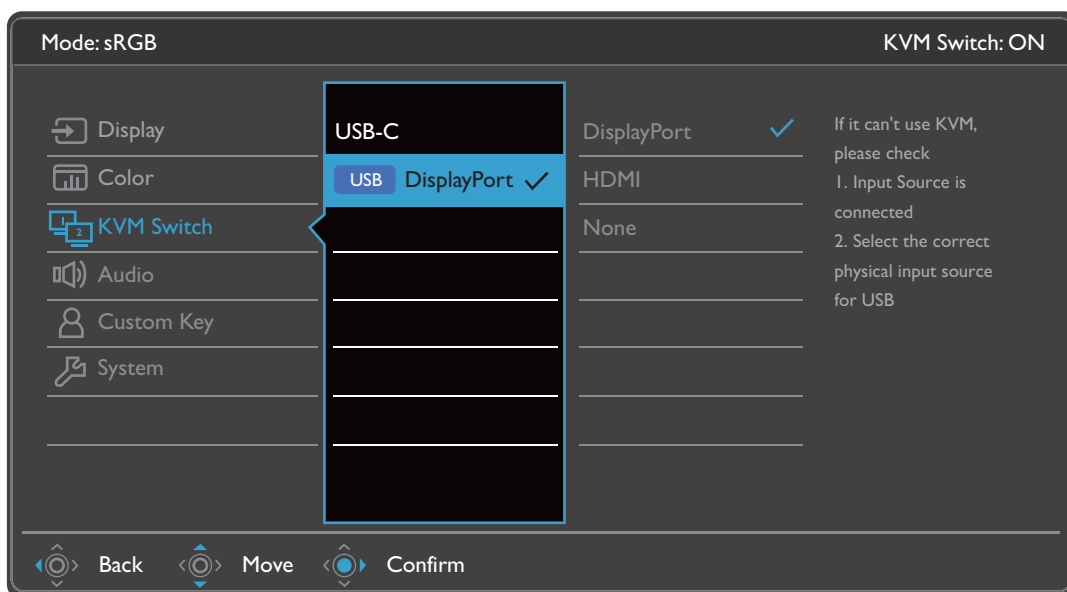 Mode: sRGB
KVM Switch: ON
Display
Color
1 2 KVM Switch
Audio
Custom Key
System
USB-C
USB DisplayPort
DisplayPort
HDMI
None
If it can't use KVM,
please check
1. Input Source is
connected
2. Select the correct
physical input source
for USB
Back
Move
Confirm